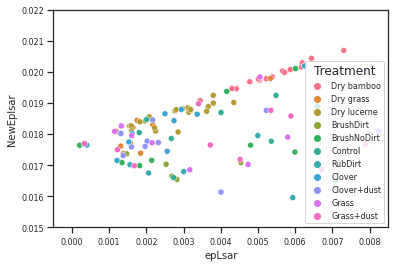 0.022
0.021
0.020
0.019
0.018
0.017
0.016
0.015
NewEplsar
0.000 0.001 0.002 0.003 0.004 0.005 0.006 0.007 0.008
epLsar
Treatment
Dry bamboo
Dry grass
Dry lucerne
BrushDirt
BrushNoDirt
Control
RubDirt
Clover
Clover+dust
Grass
Grass+dust